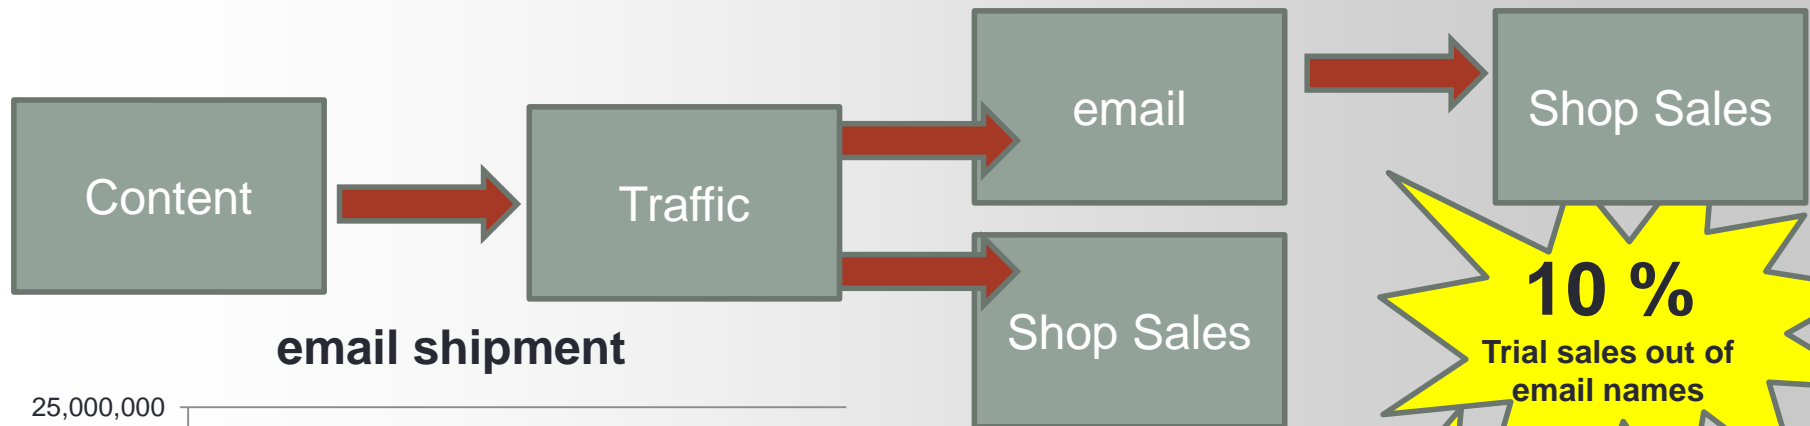 Content
Traffic
email
Shop Sales
Shop Sales
10 %
Trial sales out of
email names
email shipment
25,000,000